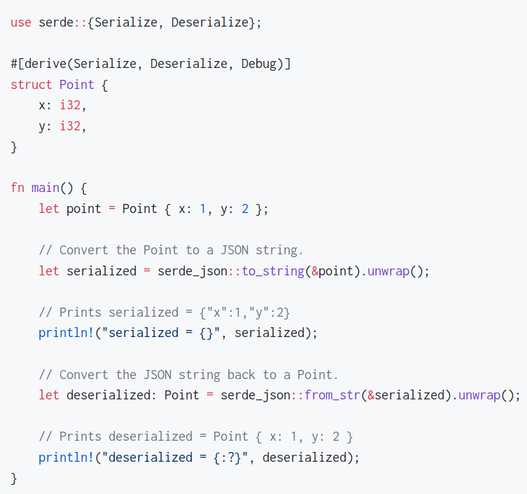 use serde::{Serialize, Deserialize};

#[derive(Serialize, Deserialize, Debug)]
struct Point {
    x: i32,
    y: i32,
}

fn main() {
    let point = Point { x: 1, y: 2 };

    // Convert the Point to a JSON string.
    let serialized = serde_json::to_string(&point).unwrap();

    // Prints serialized = {"x":1,"y":2}
    println!("serialized = {}", serialized);

    // Convert the JSON string back to a Point.
    let deserialized: Point = serde_json::from_str(&serialized).unwrap();

    // Prints deserialized = Point { x: 1, y: 2 }
    println!("deserialized = {:?}", deserialized);
}